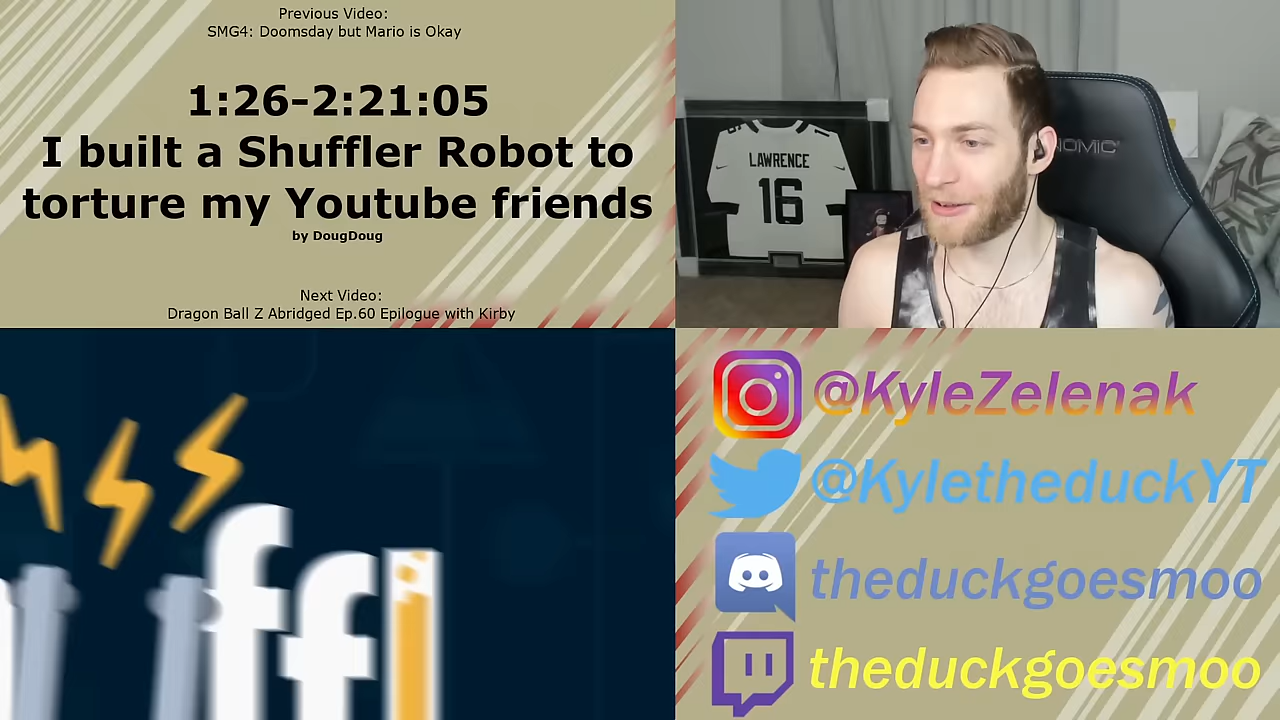 Previous Video:
SMG4: Doomsday but Mario is Okay
1:26-2:21:05
I built a Shuffler Robot to
torture my Youtube friends
by DougDoug
Next Video:
Dragon Ball Z Abridged Ep.60 Epilogue with Kirby
LAWRENCE
16
NOMIC
ffl
@KyleZelenak
@KyletheduckYT
theduckgoesmoo
theduckgoesmoo